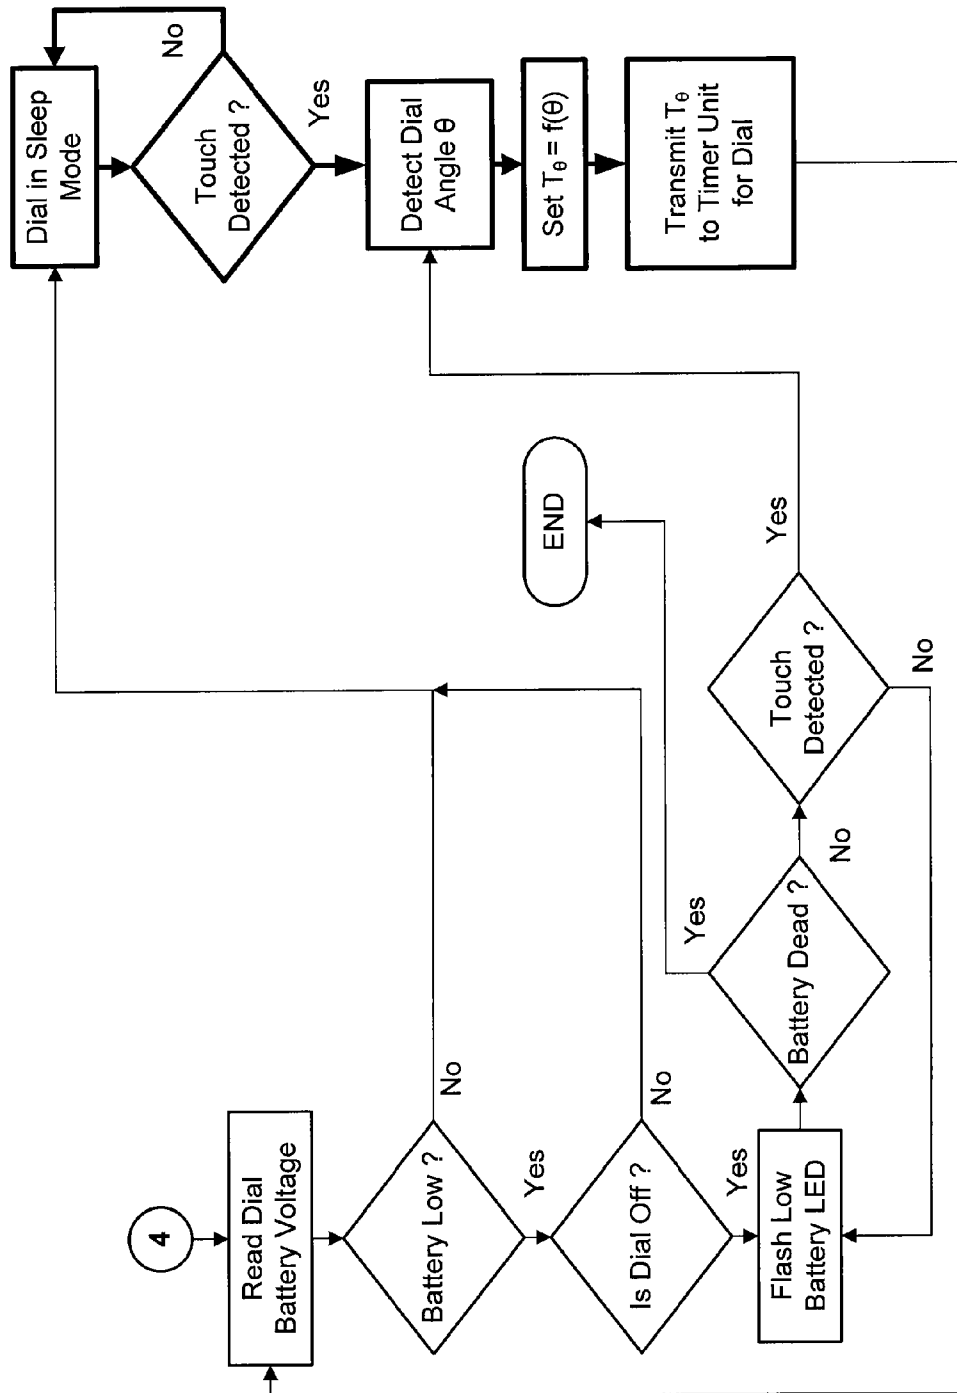 4
Read Dial
Battery Voltage
Battery Low ?
No
Yes
Is Dial Off ?
No
Yes
Flash Low
Battery LED
Battery Dead ?
Yes
No
Touch
Detected ?
Yes
No
END
Dial in Sleep
Mode
Touch
Detected ?
No
Yes
Detect Dial
Angle θ
Set Tθ = f(θ)
Transmit Tθ
to Timer Unit
for Dial